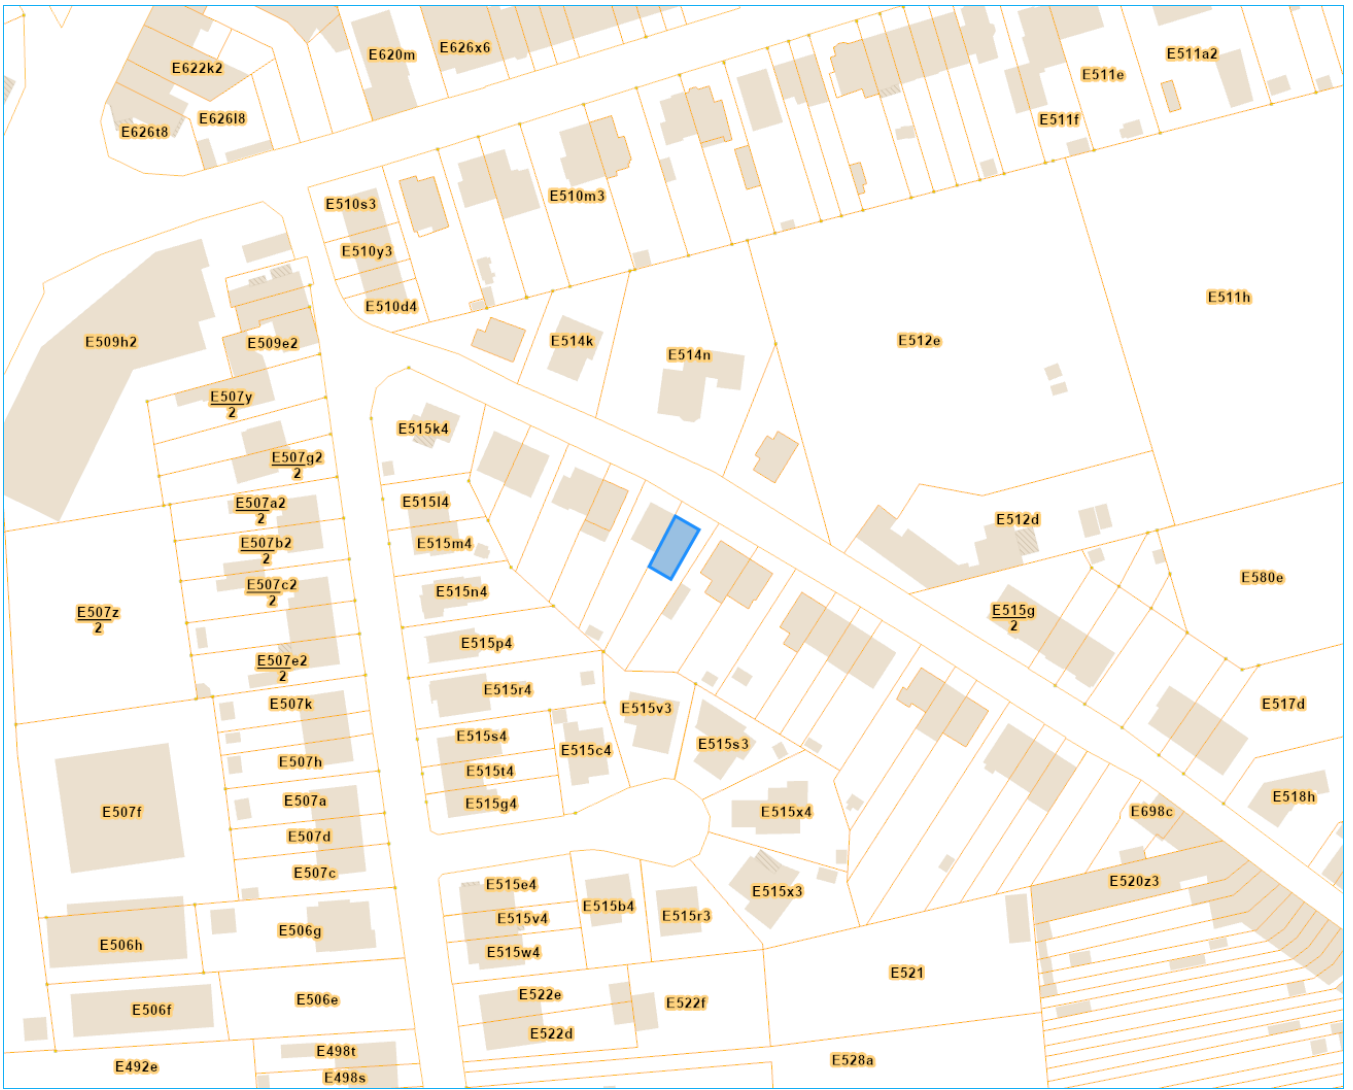 E620m
E626x6
E622k2
E511a2
E511e
E626l8
E626t8
E511f
E510s3
E510m3
E510y3
E511h
E510d4
E509h2
E509e2
E514k
E514n
E512e
E507y
2
E515k4
E507g2
2
E507a2
2
E515l4
E512d
E507b2
2
E515m4
E507c2
2
E515n4
E580e
E507z
2
E515g
2
E515p4
E507e2
2
E515r4
E507k
E515v3
E517d
E515s4
E515c4
E515s3
E507h
E515t4
E507a
E515g4
E518h
E507f
E515x4
E698c
E507d
E507c
E515e4
E520z3
E515x3
E515b4
E515v4
E515r3
E506g
E506h
E515w4
E521
E522e
E506e
E522f
E506f
E522d
E498t
E528a
E492e
E498s